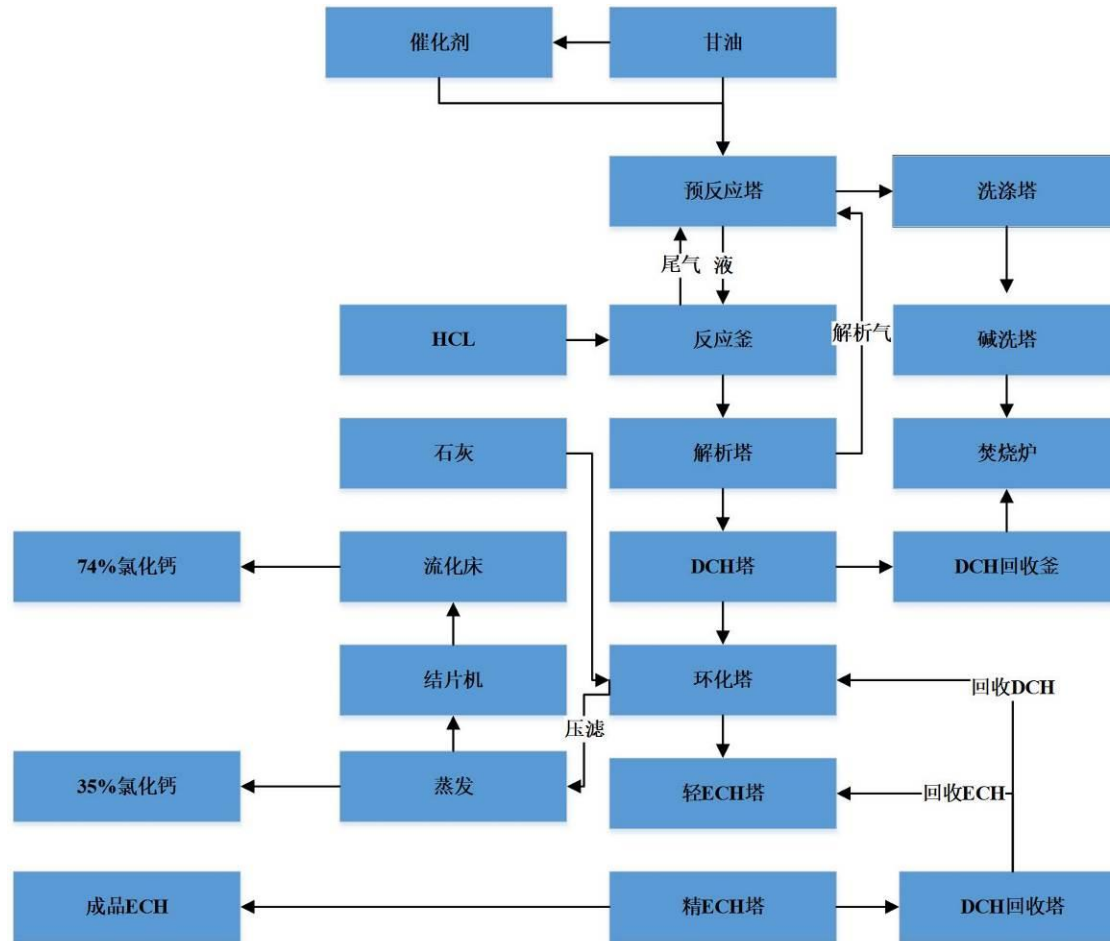 催化剂
甘油
预反应塔
洗涤塔
尾气
液
HCL
反应釜
解析气
碱洗塔
石灰
解析塔
焚烧炉
74%氯化钙
流化床
DCH塔
DCH回收釜
结片机
环化塔
回收DCH
压滤
35%氯化钙
蒸发
轻ECH塔
回收ECH
成品ECH
精ECH塔
DCH回收塔